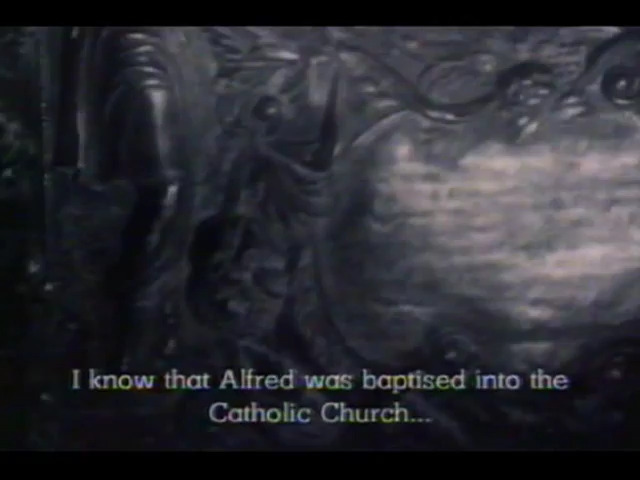 I know that Alfred was baptised into the
Catholic Church...